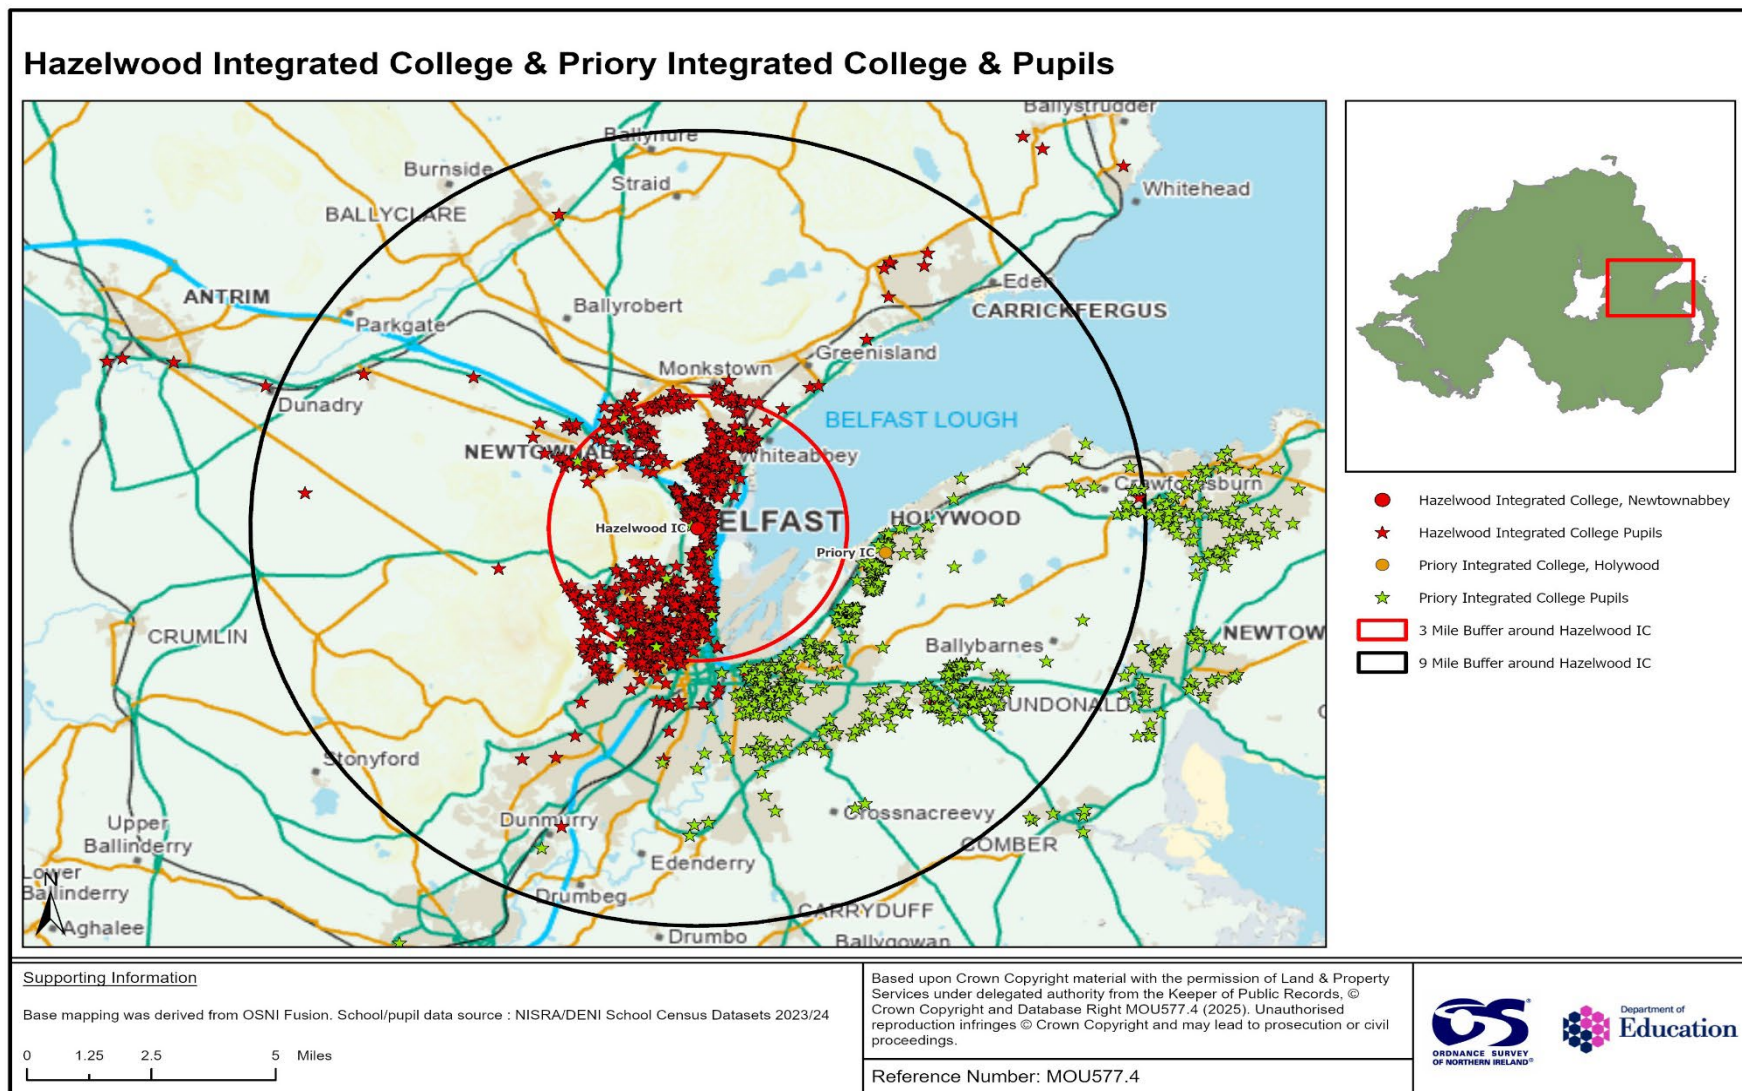 Hazelwood Integrated College & Priory Integrated College & Pupils
Ballystrudder
Ballynure
Burnside
Straid
Whitehead
BALLYCLARE
Eden
ANTRIM
Ballyrobert
CARRICKFERGUS
Parkgate
Greenisland
Monkstown
Dunadry
BELFAST LOUGH
NEWTOWNABBEY
Whiteabbey
Crawfordsburn
Hazelwood IC
ELFAST
HOLYWOOD
Priory IC
CRUMLIN
Ballybarnes
NEWTOW
UNDONALD
Stonyford
Dunmurry
Crossnacreevy
Upper
Ballinderry
Edenderry
COMBER
Lower
Ballinderry
N
Drumbeg
CARRYDUFF
Aghalee
Drumbo
Ballygowan
Hazelwood Integrated College, Newtownabbey
Hazelwood Integrated College Pupils
Priory Integrated College, Holywood
Priory Integrated College Pupils
3 Mile Buffer around Hazelwood IC
9 Mile Buffer around Hazelwood IC
Supporting Information
Base mapping was derived from OSNI Fusion. School/pupil data source : NISRA/DENI School Census Datasets 2023/24
0 1.25 2.5 5 Miles
Based upon Crown Copyright material with the permission of Land & Property
Services under delegated authority from the Keeper of Public Records, ©
Crown Copyright and Database Right MOU577.4 (2025). Unauthorised
reproduction infringes © Crown Copyright and may lead to prosecution or civil
proceedings.
Reference Number: MOU577.4
OS
ORDNANCE SURVEY
OF NORTHERN IRELAND®
Department of
Education